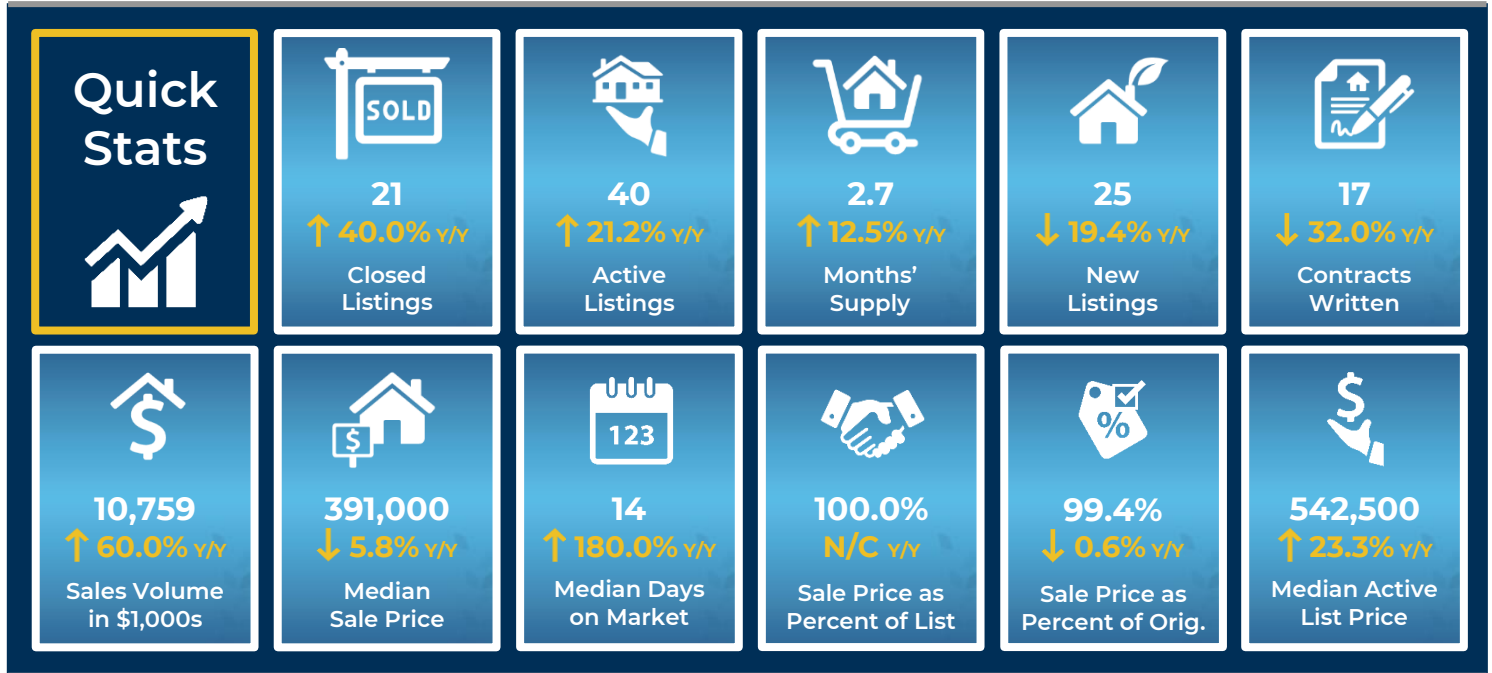 Quick
Stats
SOLD
21
↑ 40.0% Y/Y
Closed
Listings
40
↑ 21.2% Y/Y
Active
Listings
2.7
↑ 12.5% Y/Y
Months’
Supply
25
↓ 19.4% Y/Y
New
Listings
17
↓ 32.0% Y/Y
Contracts
Written
$
10,759
↑ 60.0% Y/Y
Sales Volume
in $1,000s
$
391,000
↓ 5.8% Y/Y
Median
Sale Price
123
14
↑ 180.0% Y/Y
Median Days
on Market
100.0%
N/C Y/Y
Sale Price as
Percent of List
%
99.4%
↓ 0.6% Y/Y
Sale Price as
Percent of Orig.
$
542,500
↑ 23.3% Y/Y
Median Active
List Price